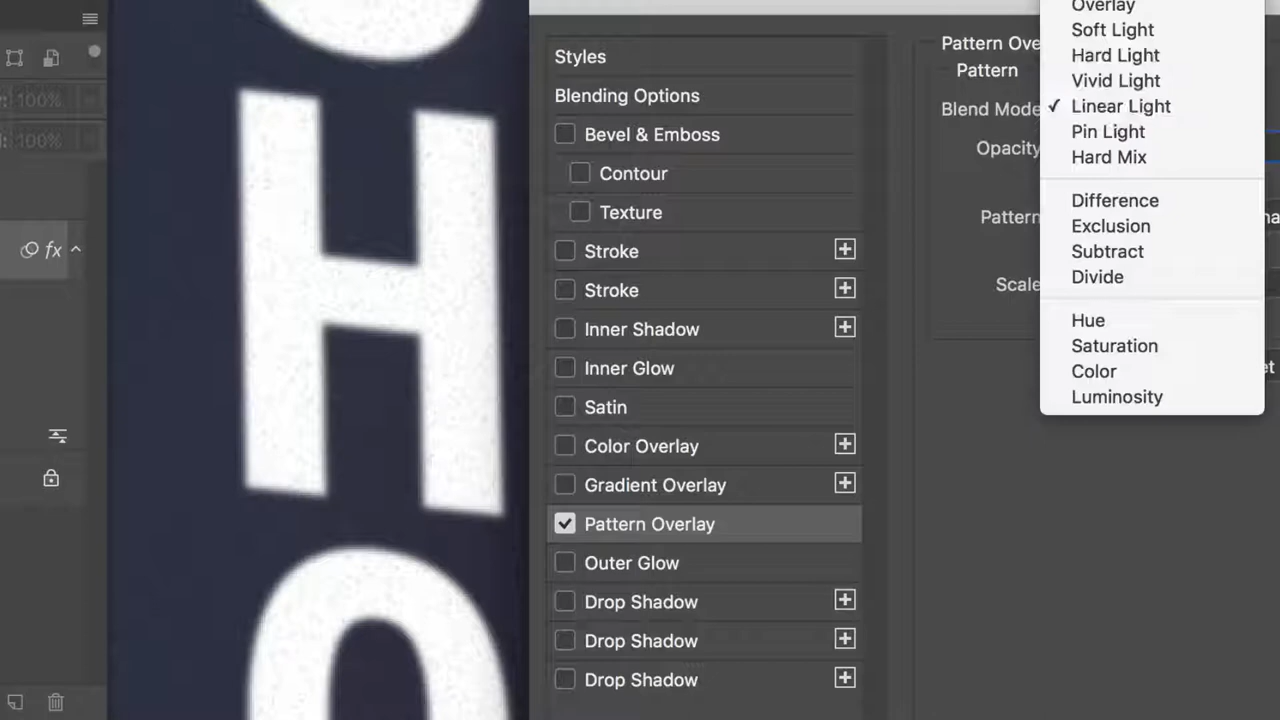 100%
100%
fx
H
Styles
Blending Options
Bevel & Emboss
Contour
Texture
Stroke
Stroke
Inner Shadow
Inner Glow
Satin
Color Overlay
Gradient Overlay
Pattern Overlay
Outer Glow
Drop Shadow
Drop Shadow
Drop Shadow
Pattern Ove
Pattern
Blend Mode
Opacity
Pattern
Scale
Overlay
Soft Light
Hard Light
Vivid Light
Linear Light
Pin Light
Hard Mix
Difference
Exclusion
Subtract
Divide
Hue
Saturation
Color
Luminosity